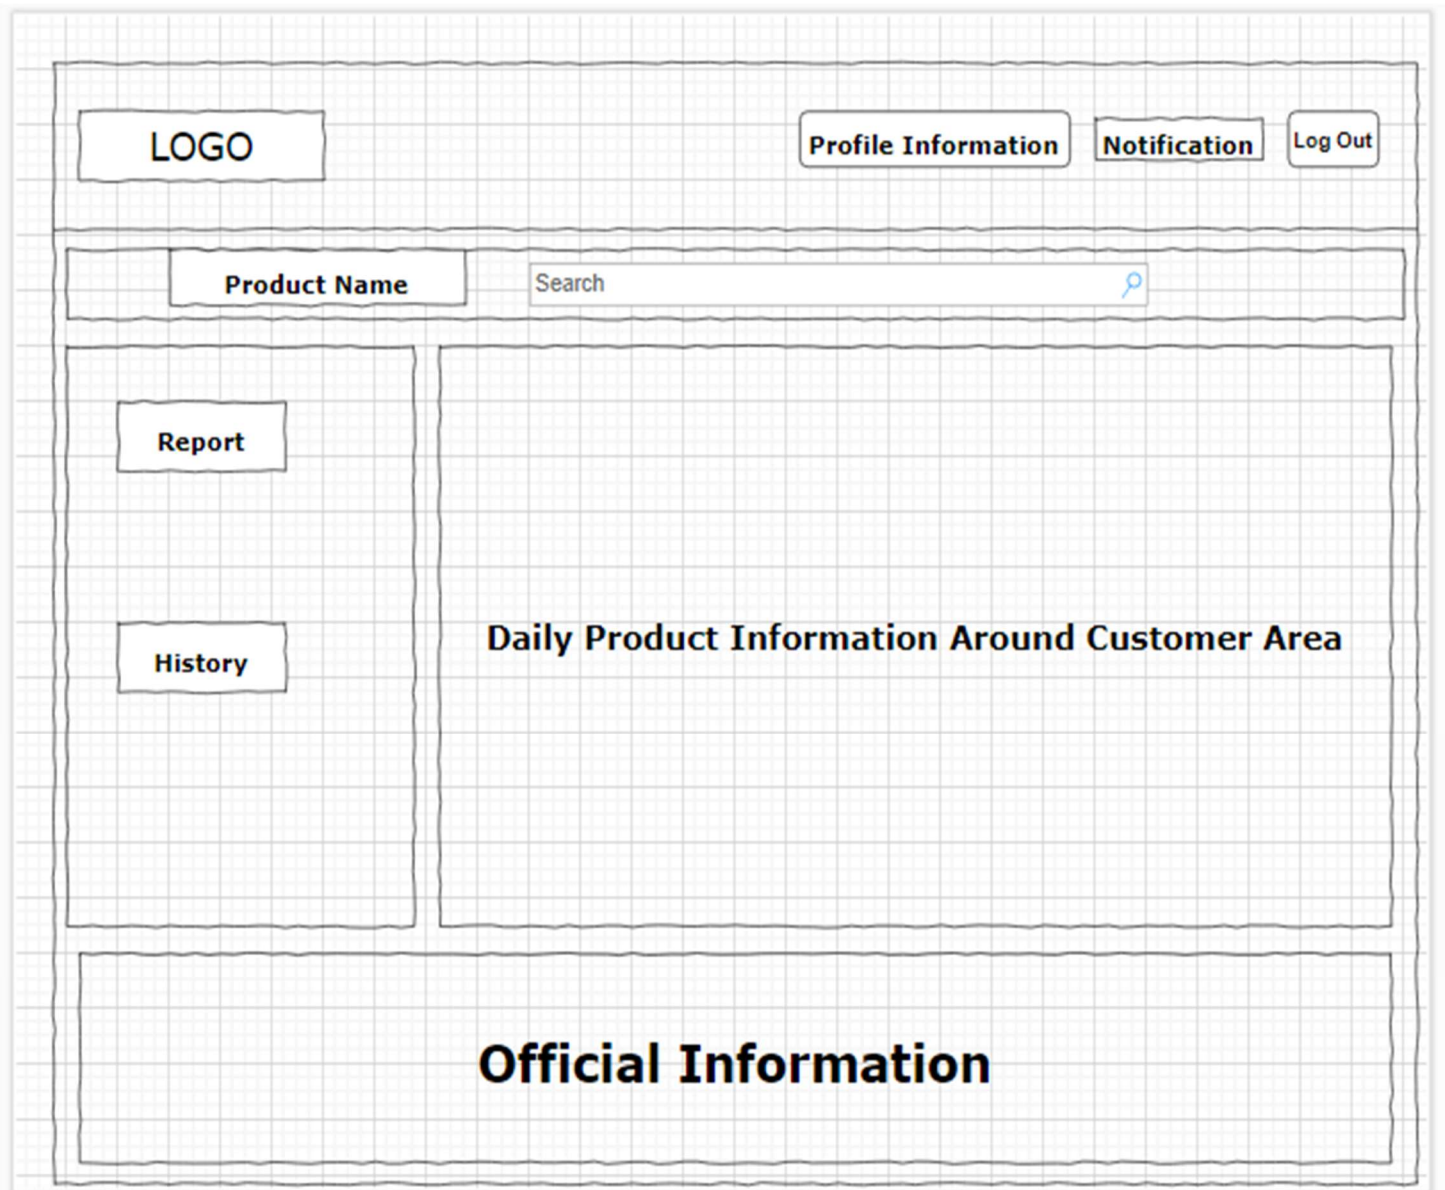 LOGO
Profile Information
Notification
Log Out
Product Name
Search
Report
History
Daily Product Information Around Customer Area
Official Information